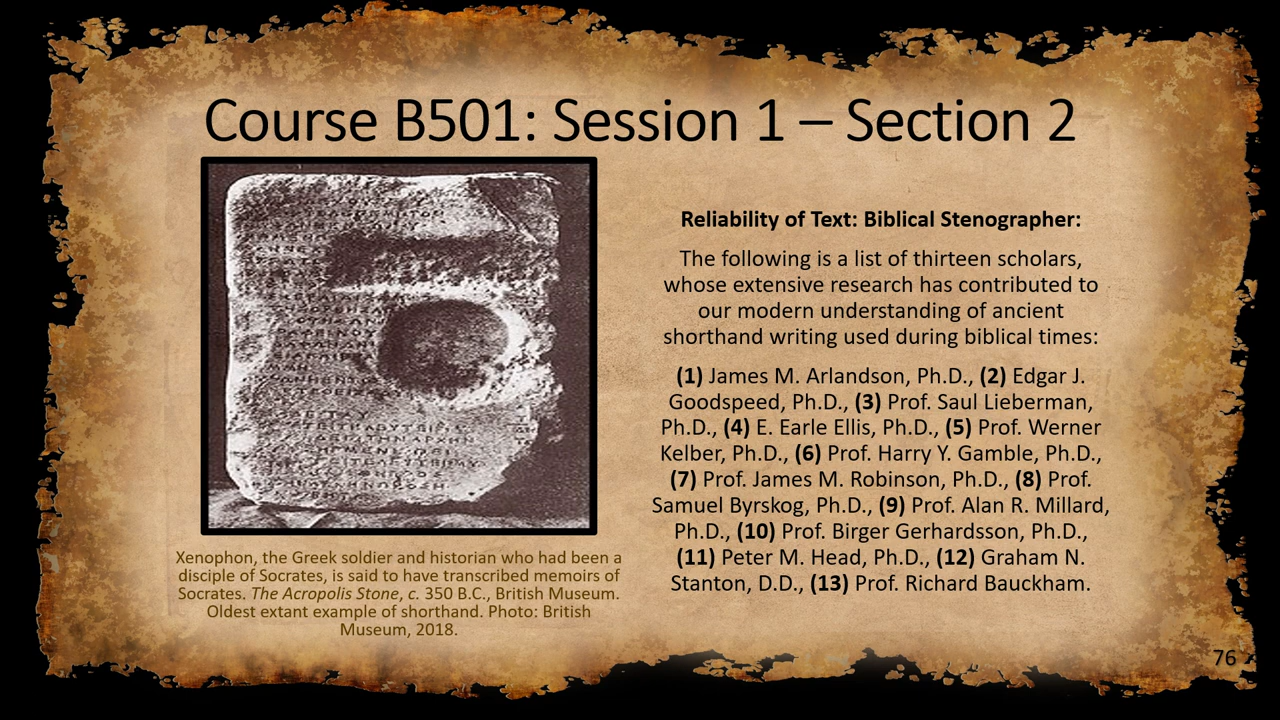 Course B501: Session 1 – Section 2
Reliability of Text: Biblical Stenographer:
The following is a list of thirteen scholars,
whose extensive research has contributed to
our modern understanding of ancient
shorthand writing used during biblical times:
(1) James M. Arlandson, Ph.D., (2) Edgar J.
Goodspeed, Ph.D., (3) Prof. Saul Lieberman,
Ph.D., (4) E. Earle Ellis, Ph.D., (5) Prof. Werner
Kelber, Ph.D., (6) Prof. Harry Y. Gamble, Ph.D.,
(7) Prof. James M. Robinson, Ph.D., (8) Prof.
Samuel Byrskog, Ph.D., (9) Prof. Alan R. Millard,
Ph.D., (10) Prof. Birger Gerhardsson, Ph.D.,
(11) Peter M. Head, Ph.D., (12) Graham N.
Stanton, D.D., (13) Prof. Richard Bauckham.
Xenophon, the Greek soldier and historian who had been a
disciple of Socrates, is said to have transcribed memoirs of
Socrates. The Acropolis Stone, c. 350 B.C., British Museum.
Oldest extant example of shorthand. Photo: British
Museum, 2018.
76